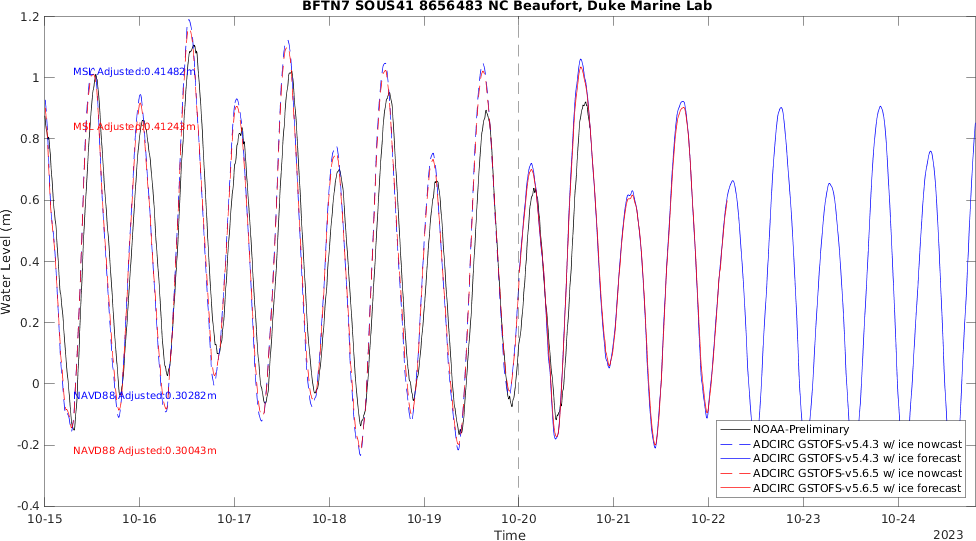 BFTN7 SOUS41 8656483 NC Beaufort, Duke Marine Lab
1.2
1
0.8
0.6
0.4
0.2
0
-0.2
-0.4
Water Level (m)
MSL Adjusted:0.41482m
MSL Adjusted:0.41243m
NAVD88 Adjusted:0.30282m
NAVD88 Adjusted:0.30043m
NOAA-Preliminary
ADCIRC GSTOFS-v5.4.3 w/ ice nowcast
ADCIRC GSTOFS-v5.4.3 w/ ice forecast
ADCIRC GSTOFS-v5.6.5 w/ ice nowcast
ADCIRC GSTOFS-v5.6.5 w/ ice forecast
10-15 10-16 10-17 10-18 10-19 10-20 10-21 10-22 10-23 10-24
Time
2023